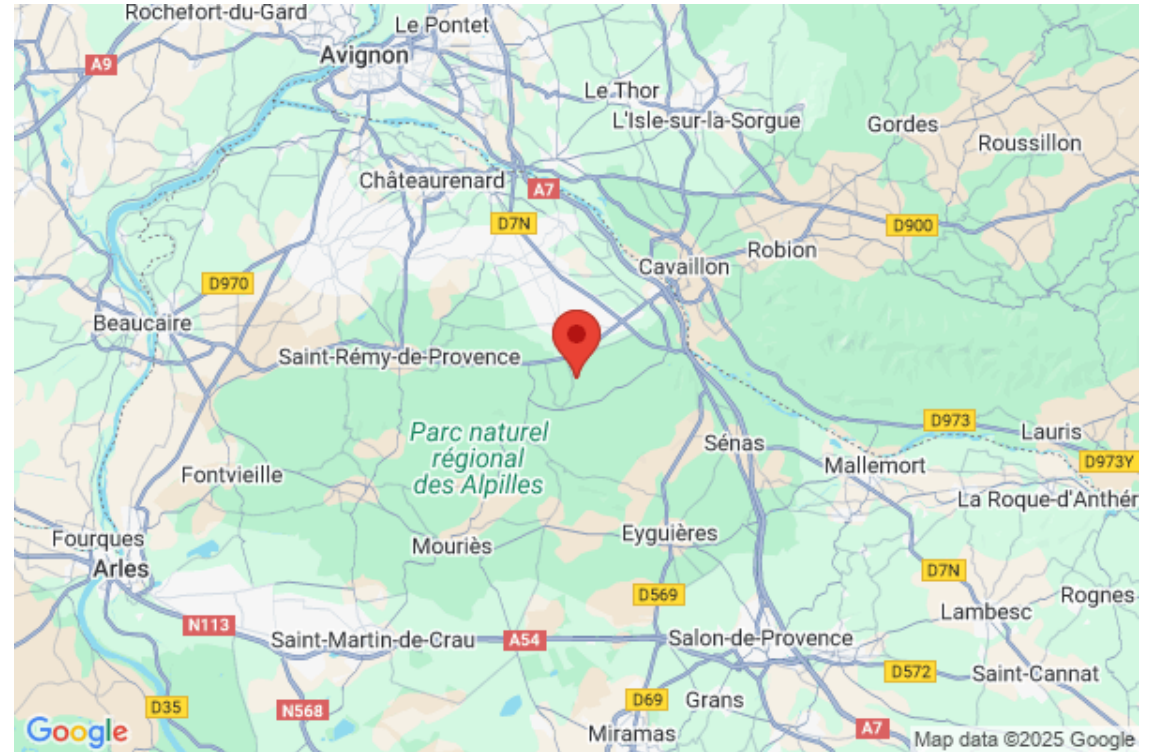 Rochefort-du-Gard
Le Pontet
Avignon
A9
Le Thor
L'Isle-sur-la-Sorgue
Gordes
Roussillon
Châteaurenard
A7
D7N
D900
Robion
Cavaillon
D970
Beaucaire
Saint-Rémy-de-Provence
Parc naturel
régional
des Alpilles
D973
Lauris
Sénas
D973Y
Mallemort
Fontvieille
La Roque-d'Anthér
Eyguières
Fourques
Mouriès
Arles
D7N
D569
Rognes
Lambesc
N113
Saint-Martin-de-Crau
A54
Salon-de-Provence
D572
Saint-Cannat
D35
N568
D69
Grans
A7
Miramas
Google
Map data ©2025 Google